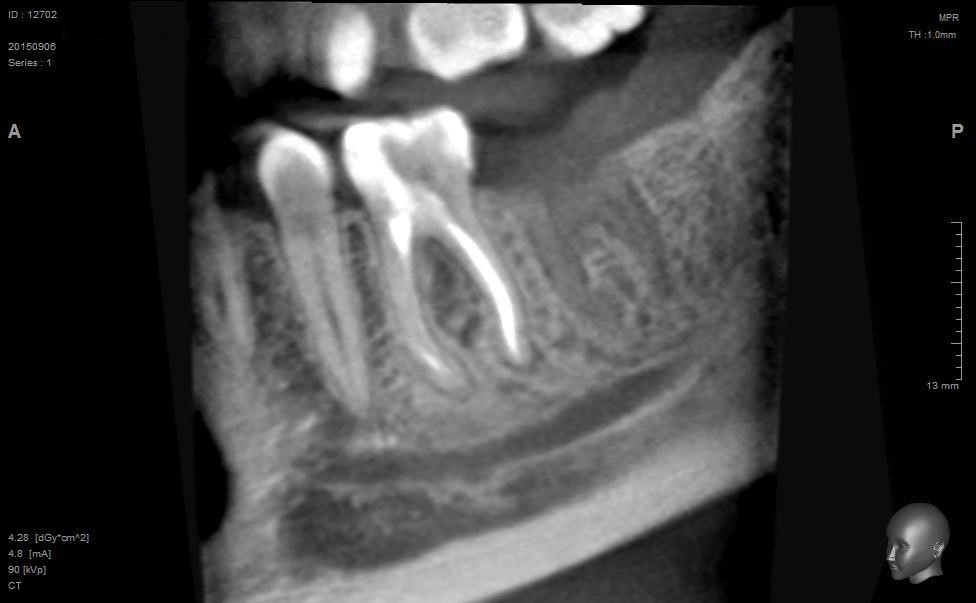 ID : 12702
20150906
Series : 1
MPR
TH :1.0mm
A
P
13 mm
4.28 [dGy*cm^2]
4.8 [mA]
90 [kVp]
CT